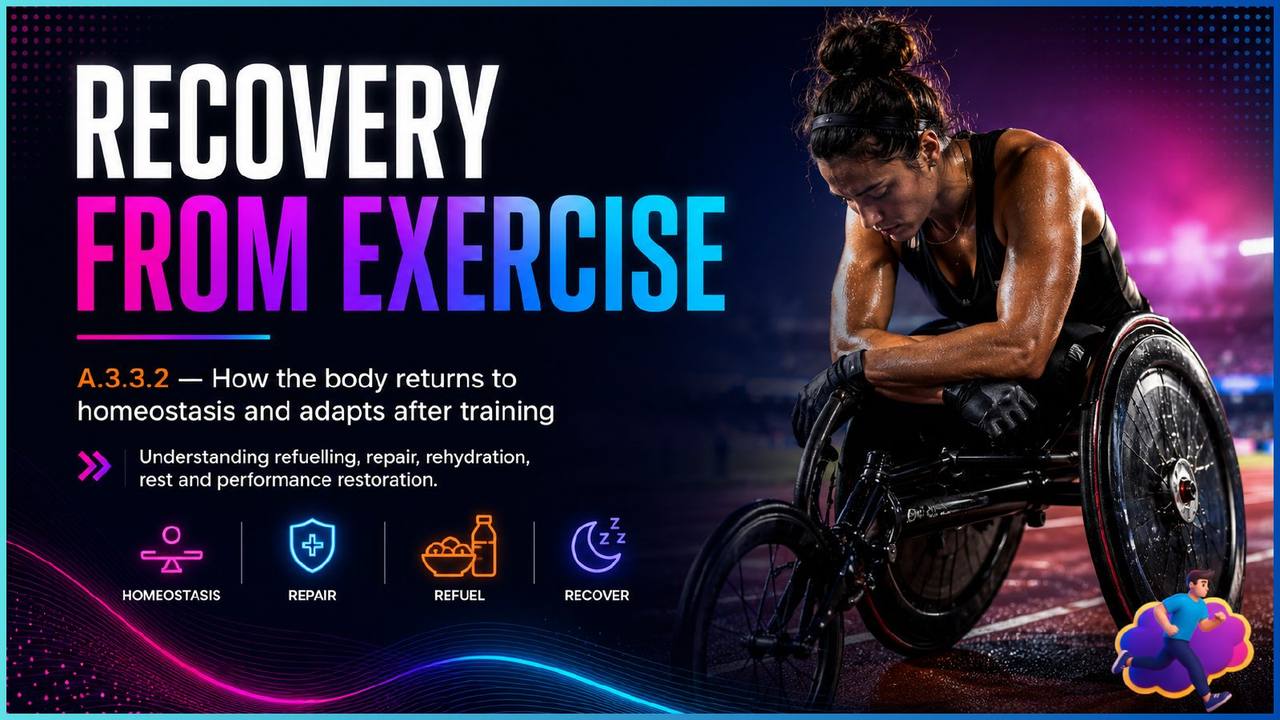 RECOVERY
FROM EXERCISE
A.3.3.2 — How the body returns to
homeostasis and adapts after training
Understanding refuelling, repair, rehydration,
rest and performance restoration.
HOMEOSTASIS
REPAIR
REFUEL
Z Z Z
RECOVER